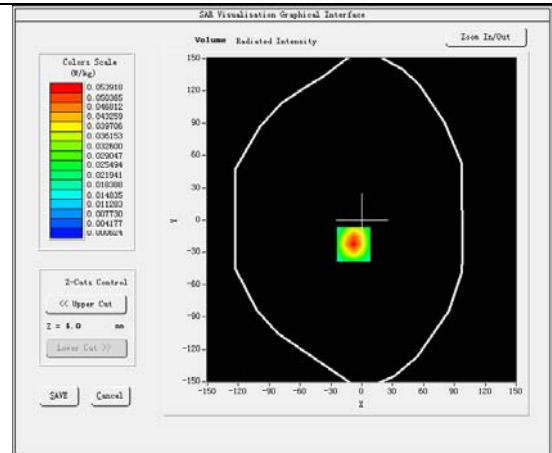 SAR Visualisation Graphical Interface
Volume Radiated Intensity
Zoom In/Out
Colors Scale
(W/kg)
0.053918
0.050365
0.046812
0.043259
0.039706
0.036153
0.032600
0.029047
0.025494
0.021941
0.018388
0.014835
0.011283
0.007730
0.004177
0.000624
Z-Cuts Control
<< Upper Cut
Z = 4.0 mm
Lower Cut >>
SAVE
Cancel
150
120
90
60
30
0
-30
-60
-90
-120
-150
Y
-150 -120 -90 -60 -30 0 30 60 90 120 150
X